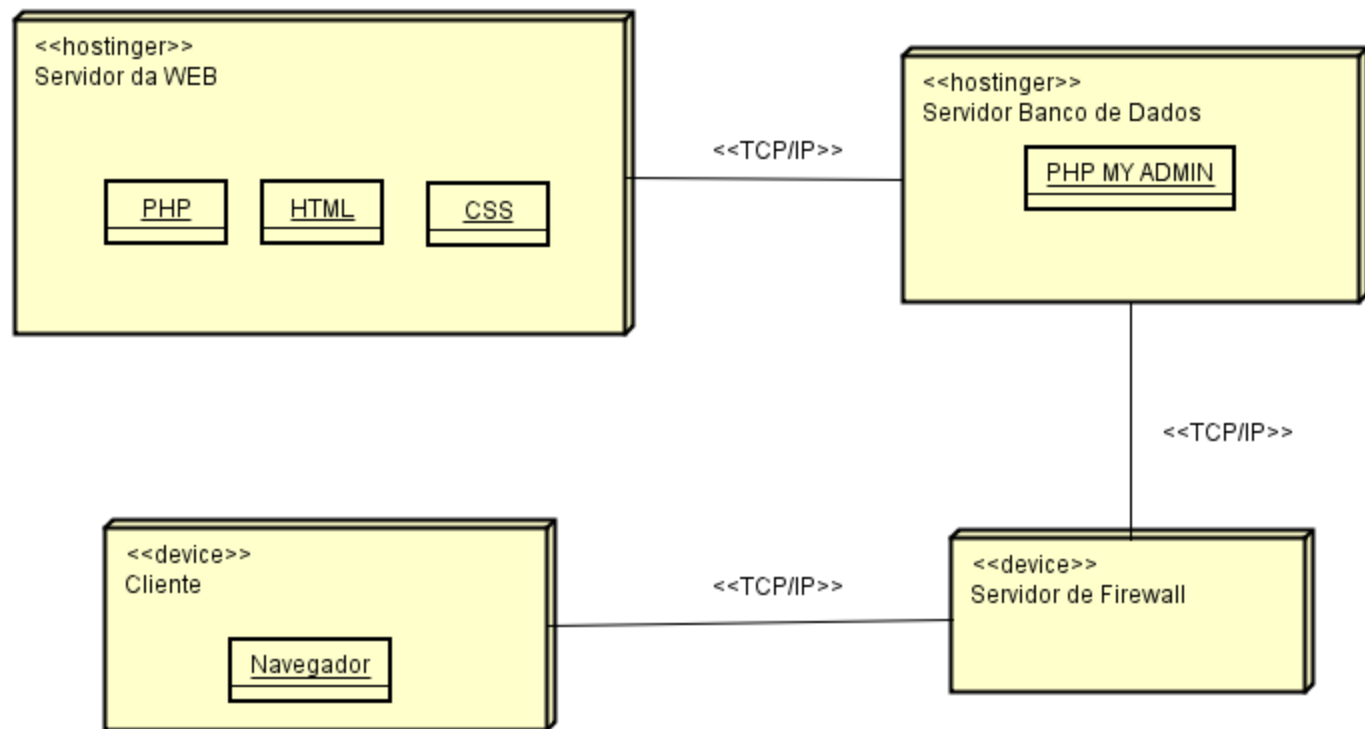 <<hostinger>>
Servidor da WEB
PHP
HTML
CSS
<<TCP/IP>>
<<hostinger>>
Servidor Banco de Dados
PHP MY ADMIN
<<TCP/IP>>
<<device>>
Cliente
Navegador
<<TCP/IP>>
<<device>>
Servidor de Firewall